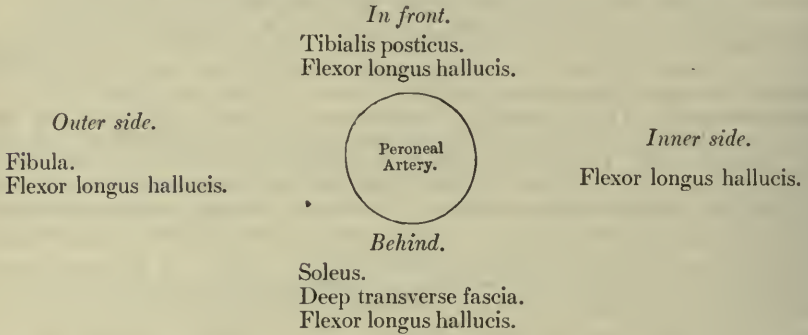 In front.
Tibialis posticus.
Flexor longus hallucis.
Outer side.
Fibula.
Flexor longus hallucis.
Peroneal
Artery.
Inner side.
Flexor longus hallucis.
Behind.
Soleus.
Deep transverse fascia.
Flexor longus hallucis.